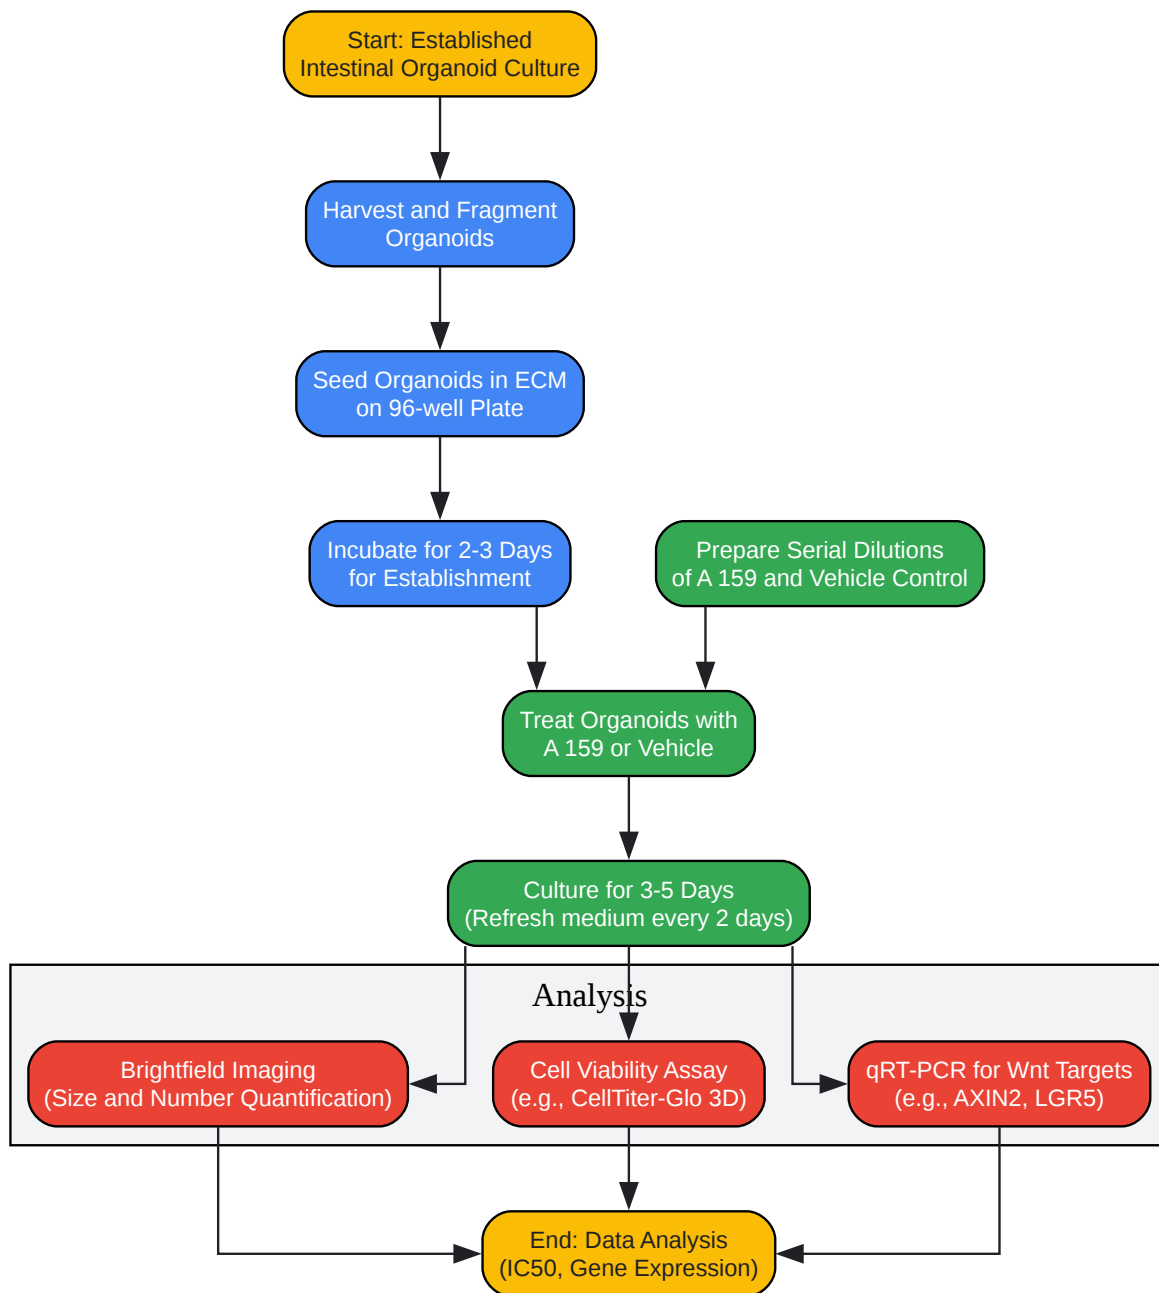 Start: Established
Intestinal Organoid Culture
Harvest and Fragment
Organoids
Seed Organoids in ECM
on 96-well Plate
Incubate for 2-3 Days
for Establishment
Prepare Serial Dilutions
of A 159 and Vehicle Control
Treat Organoids with
A 159 or Vehicle
Culture for 3-5 Days
(Refresh medium every 2 days)
Analysis
Brightfield Imaging
(Size and Number Quantification)
Cell Viability Assay
(e.g., CellTiter-Glo 3D)
qRT-PCR for Wnt Targets
(e.g., AXIN2, LGR5)
End: Data Analysis
(IC50, Gene Expression)